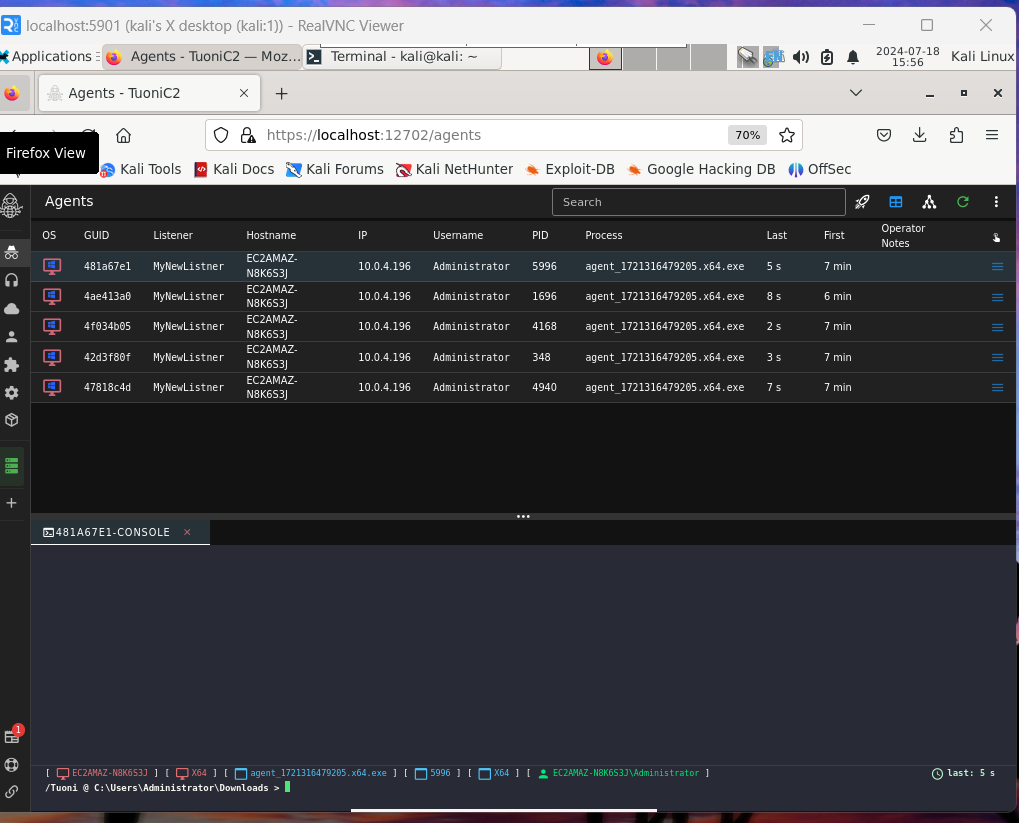 localhost:5901 (kali's X desktop (kali:1)) - RealVNC Viewer
Applications Agents - TuoniC2 — Moz... Terminal - kali@kali: ~ EN 2024-07-18 15:56 Kali Linux
Agents - TuoniC2
https://localhost:12702/agents 70%
Firefox View
Kali Tools Kali Docs Kali Forums Kali NetHunter Exploit-DB Google Hacking DB OffSec
Agents Search
OS GUID Listener Hostname IP Username PID Process Last First Operator Notes
481a67e1 MyNewListner EC2AMAZ-N8K6S3J 10.0.4.196 Administrator 5996 agent_1721316479205.x64.exe 5 s 7 min
4ae413a0 MyNewListner EC2AMAZ-N8K6S3J 10.0.4.196 Administrator 1696 agent_1721316479205.x64.exe 8 s 6 min
4f034b05 MyNewListner EC2AMAZ-N8K6S3J 10.0.4.196 Administrator 4168 agent_1721316479205.x64.exe 2 s 7 min
42d3f80f MyNewListner EC2AMAZ-N8K6S3J 10.0.4.196 Administrator 348 agent_1721316479205.x64.exe 3 s 7 min
47818c4d MyNewListner EC2AMAZ-N8K6S3J 10.0.4.196 Administrator 4940 agent_1721316479205.x64.exe 7 s 7 min
481A67E1-CONSOLE
1
[ EC2AMAZ-N8K6S3J ] [ X64 ] [ agent_1721316479205.x64.exe ] [ 5996 ] [ X64 ] [ EC2AMAZ-N8K6S3J\Administrator ] last: 5 s
/Tuoni @ C:\Users\Administrator\Downloads >